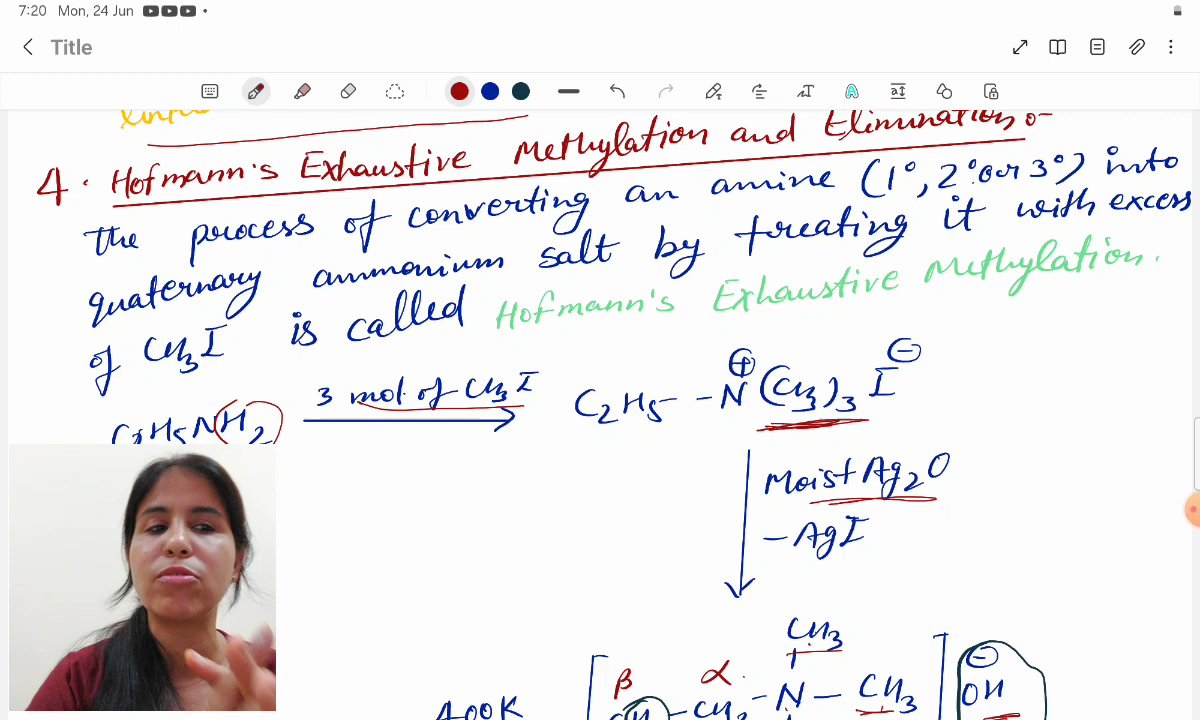 7:20 Mon, 24 Jun
Title
4. Hofmann's Exhaustive Methylation and Elimination:-
The process of converting an amine (1°, 2° or 3°) into
quaternary ammonium salt by treating it with excess
of CH3I is called Hofmann's Exhaustive Methylation.
C2H5NH2 3 mol. of CH3I C2H5--N⊕(CH3)3 I⊖
Moist Ag2O
-AgI
CH3
β α
400K CH2-N-CH3 ⊖OH